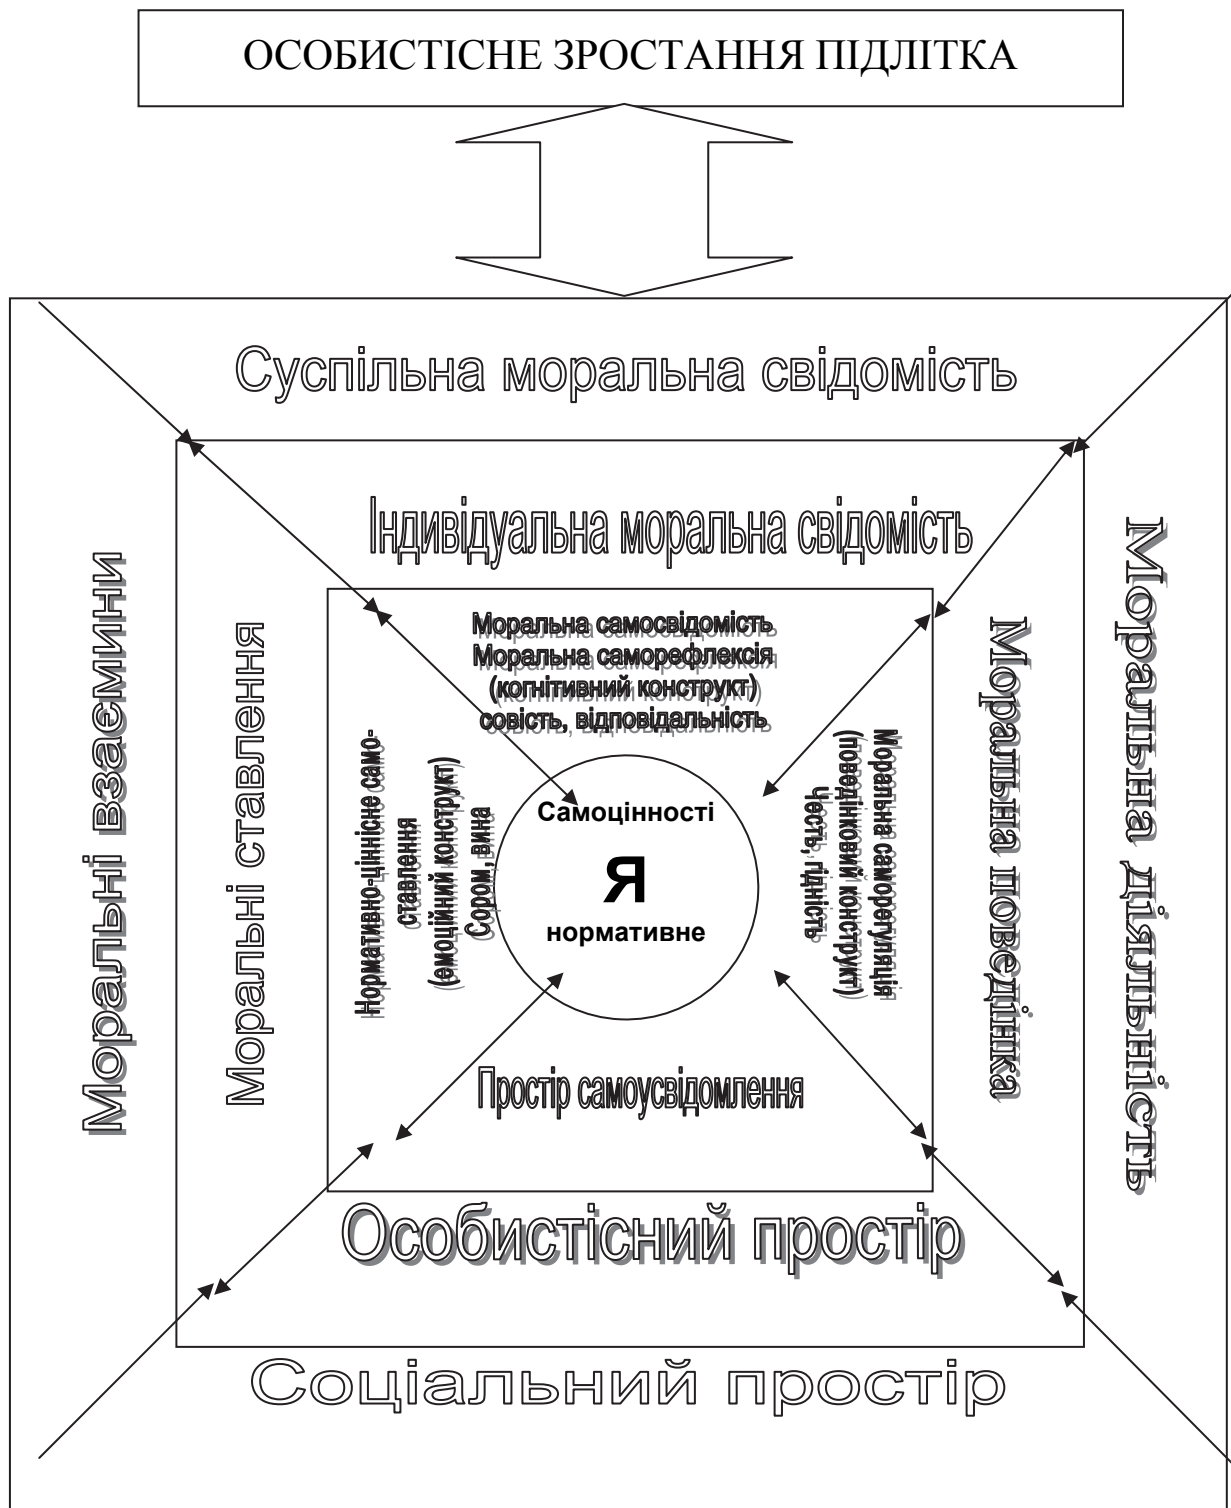 ОСОБИСТІСНЕ ЗРОСТАННЯ ПІДЛІТКА
Суспільна моральна свідомість
Індивідуальна моральна свідомість
Моральна самосвідомість
Моральна саморефлексія
(когнітивний конструкт)
совість, відповідальність
Моральні взаємини
Моральні ставлення
Нормативно-ціннісне само-
ставлення
(емоційний конструкт)
Сором, вина
Самоцінності
Я
нормативне
Моральна саморегуляція
(поведінковий конструкт)
Честь, гідність
Моральна поведінка
Моральна діяльність
Простір самоусвідомлення
Особистісний простір
Соціальний простір